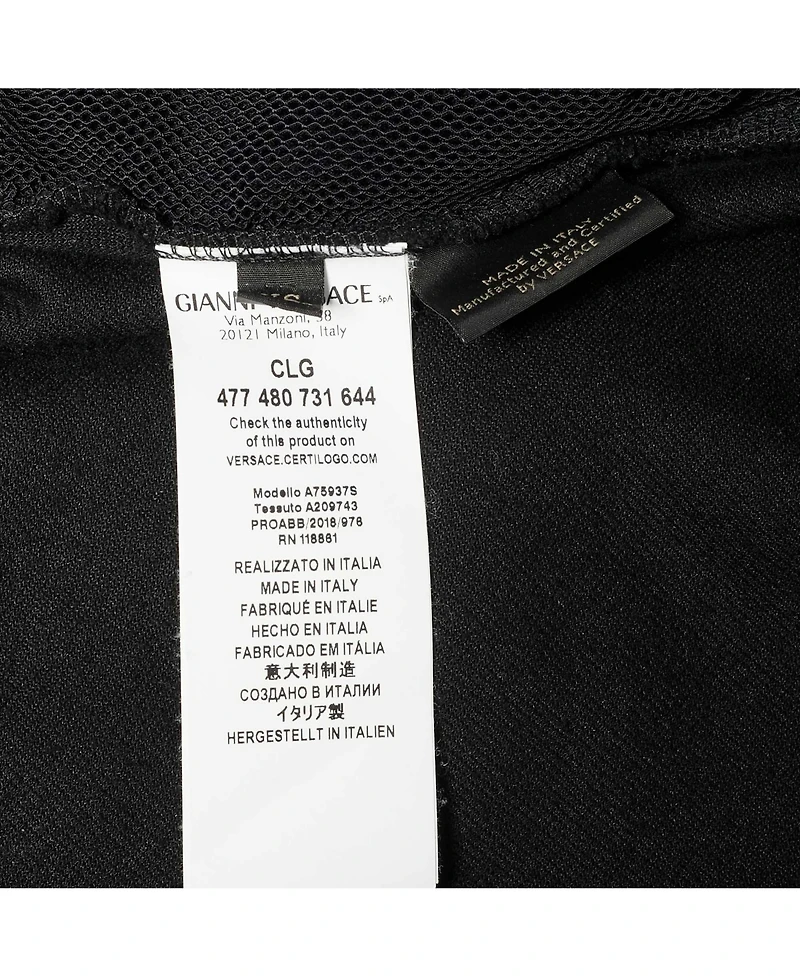 GIANNI VERSACE SpA
Via Manzoni, 38
20121 Milano, Italy
CLG
477 480 731 644
Check the authenticity
of this product on
VERSACE.CERTILOGO.COM
Modello A75937S
Tessuto A209743
PROABB/2018/978
RN 118861
REALIZZATO IN ITALIA
MADE IN ITALY
FABRIQUÉ EN ITALIE
HECHO EN ITALIA
FABRICADO EM ITÁLIA
意大利制造
СОЗДАНО В ИТАЛИИ
イタリア製
HERGESTELLT IN ITALIEN
MADE IN ITALY
Manufactured and Certified
by VERSACE